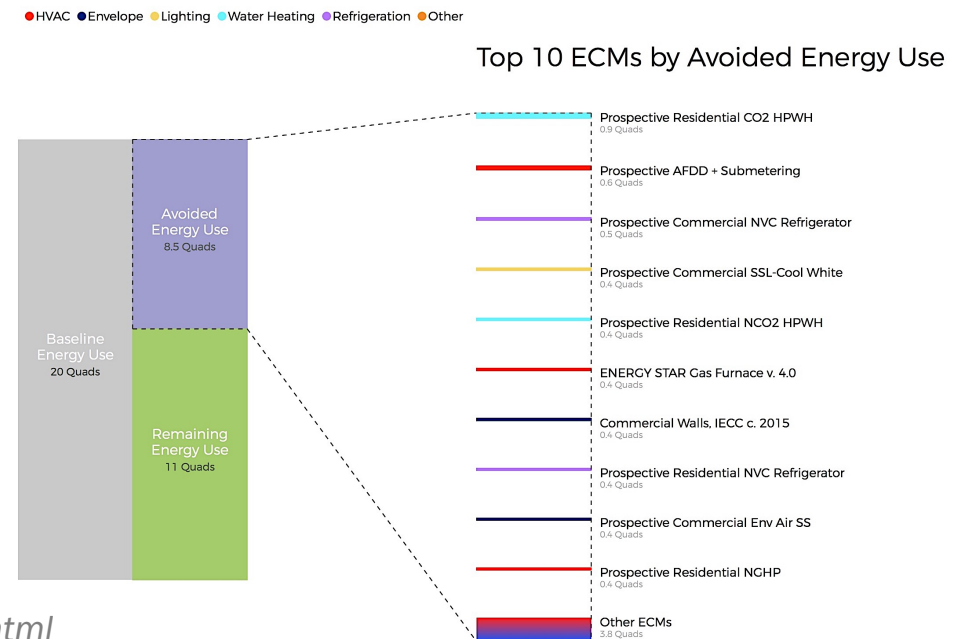 HVAC Envelope Lighting Water Heating Refrigeration Other
Top 10 ECMs by Avoided Energy Use
Baseline
Energy Use
20 Quads
Avoided
Energy Use
8.5 Quads
Remaining
Energy Use
11 Quads
Prospective Residential CO2 HPWH
0.9 Quads
Prospective AFDD + Submetering
0.6 Quads
Prospective Commercial NVC Refrigerator
0.5 Quads
Prospective Commercial SSL-Cool White
0.4 Quads
Prospective Residential NCO2 HPWH
0.4 Quads
ENERGY STAR Gas Furnace v. 4.0
0.4 Quads
Commercial Walls, IECC c. 2015
0.4 Quads
Prospective Residential NVC Refrigerator
0.4 Quads
Prospective Commercial Env Air SS
0.4 Quads
Prospective Residential NGHP
0.4 Quads
Other ECMs
3.8 Quads